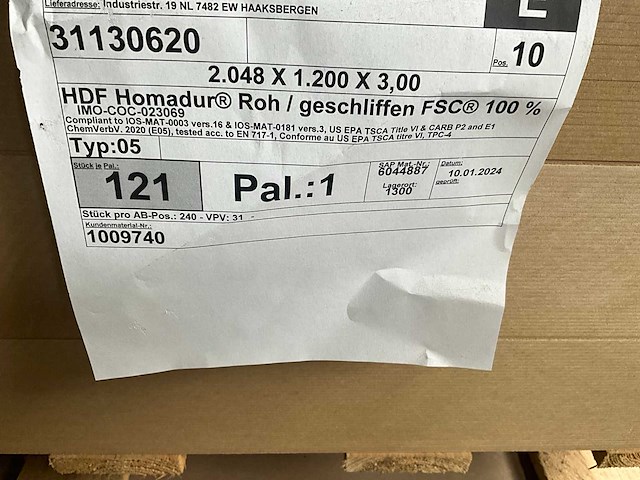 Lieferadresse: Industriestr. 19 NL 7482 EW HAAKSBERGEN
31130620
Pos. 10
2.048 X 1.200 X 3,00
HDF Homadur® Roh / geschliffen FSC® 100 %
IMO-COC-023069
Compliant to IOS-MAT-0003 vers.16 & IOS-MAT-0181 vers.3, US EPA TSCA Title VI & CARB P2 and E1
ChemVerbV. 2020 (E05), tested acc. to EN 717-1, Conforme au US EPA TSCA titre VI, TPC-4
Typ:05
Stück je Pal.:
121
Pal.:1
SAP Mat.-Nr.:
6044887
Lagerort:
1300
Datum:
10.01.2024
geprüft:
Stück pro AB-Pos.: 240 - VPV: 31 -
Kundenmaterial-Nr.:
1009740